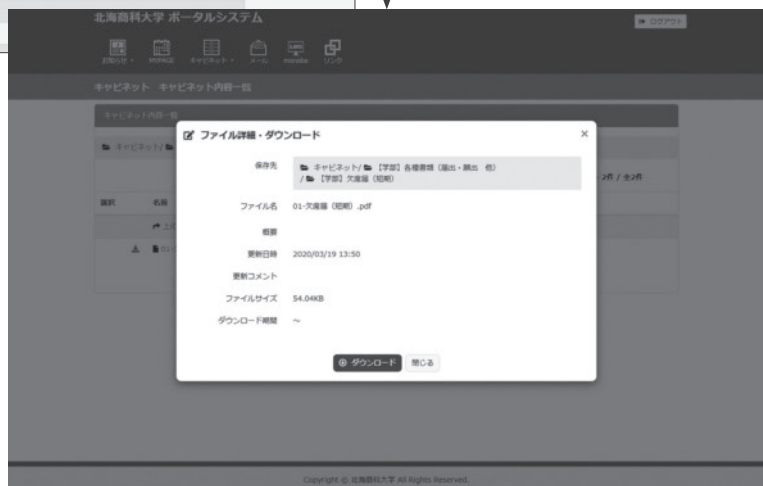 北海商科大学 ポータルシステム
ログアウト
お知らせ
MYPAGE
キャビネット
メール
manaba
リンク
キャビネット キャビネット内容一覧
キャビネット内容一覧
キャビネット/
2件 / 全2件
選択 名前
ファイル詳細・ダウンロード ×
保存先 キャビネット/ 【学部】各種書類（届出・願出 他）
/ 【学部】欠席届（短期）
ファイル名 01-欠席届（短期）.pdf
概要
更新日時 2020/03/19 13:50
更新コメント
ファイルサイズ 54.04KB
ダウンロード期間 ～
ダウンロード 閉じる
Copyright © 北海商科大学 All Rights Reserved.